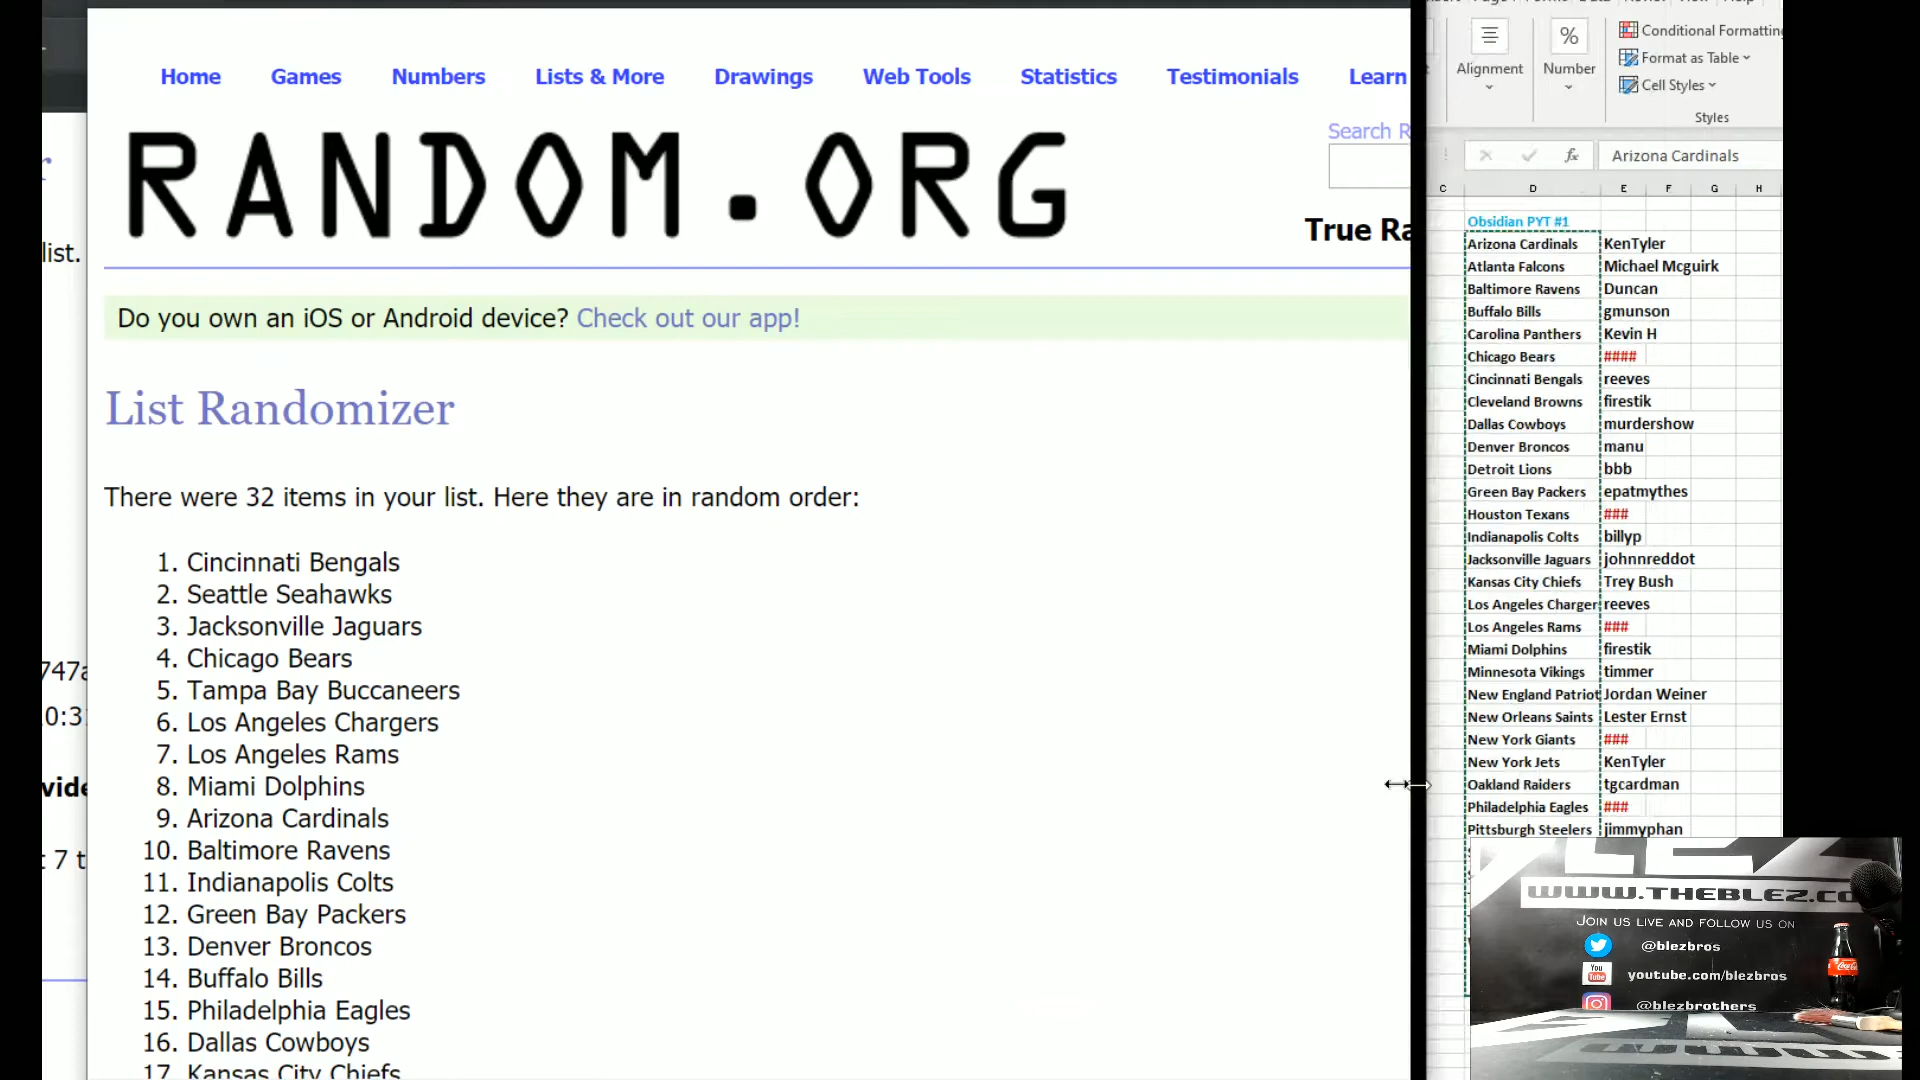 Home Games Numbers Lists & More Drawings Web Tools Statistics Testimonials Learn
RANDOM.ORG
Search R
True Ra
Do you own an iOS or Android device? Check out our app!
List Randomizer
There were 32 items in your list. Here they are in random order:
1. Cincinnati Bengals
2. Seattle Seahawks
3. Jacksonville Jaguars
4. Chicago Bears
5. Tampa Bay Buccaneers
6. Los Angeles Chargers
7. Los Angeles Rams
8. Miami Dolphins
9. Arizona Cardinals
10. Baltimore Ravens
11. Indianapolis Colts
12. Green Bay Packers
13. Denver Broncos
14. Buffalo Bills
15. Philadelphia Eagles
16. Dallas Cowboys
17. Kansas City Chiefs
list.
747a
0:31
vide
t 7 t
Alignment
%
Number
Conditional Formatting
Format as Table
Cell Styles
Styles
fx Arizona Cardinals
C D E F G H
Obsidian PYT #1
Arizona Cardinals KenTyler
Atlanta Falcons Michael Mcguirk
Baltimore Ravens Duncan
Buffalo Bills gmunson
Carolina Panthers Kevin H
Chicago Bears ####
Cincinnati Bengals reeves
Cleveland Browns firestik
Dallas Cowboys murdershow
Denver Broncos manu
Detroit Lions bbb
Green Bay Packers epatmythes
Houston Texans ###
Indianapolis Colts billyp
Jacksonville Jaguars johnnreddot
Kansas City Chiefs Trey Bush
Los Angeles Charger reeves
Los Angeles Rams ###
Miami Dolphins firestik
Minnesota Vikings timmer
New England Patriot Jordan Weiner
New Orleans Saints Lester Ernst
New York Giants ###
New York Jets KenTyler
Oakland Raiders tgcardman
Philadelphia Eagles ###
Pittsburgh Steelers jimmyphan
www.theblez.co
Join us live and follow us on
@blezbros
You Tube youtube.com/blezbros
@blezbrothers
Coca-Cola